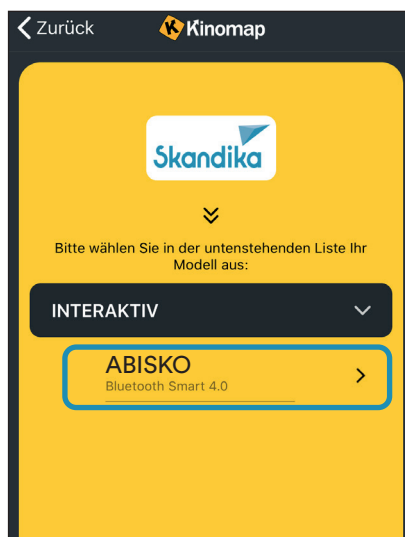 Zurück
Kinomap
Skandika
Bitte wählen Sie in der untenstehenden Liste Ihr
Modell aus:
INTERAKTIV
ABISKO
Bluetooth Smart 4.0